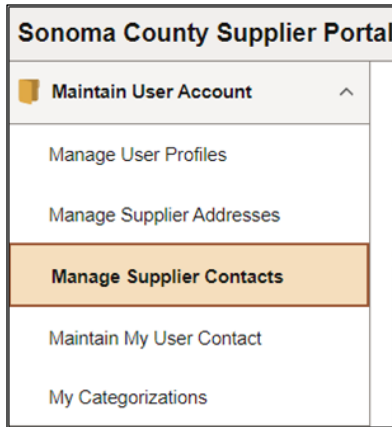 Sonoma County Supplier Portal
Maintain User Account
Manage User Profiles
Manage Supplier Addresses
Manage Supplier Contacts
Maintain My User Contact
My Categorizations